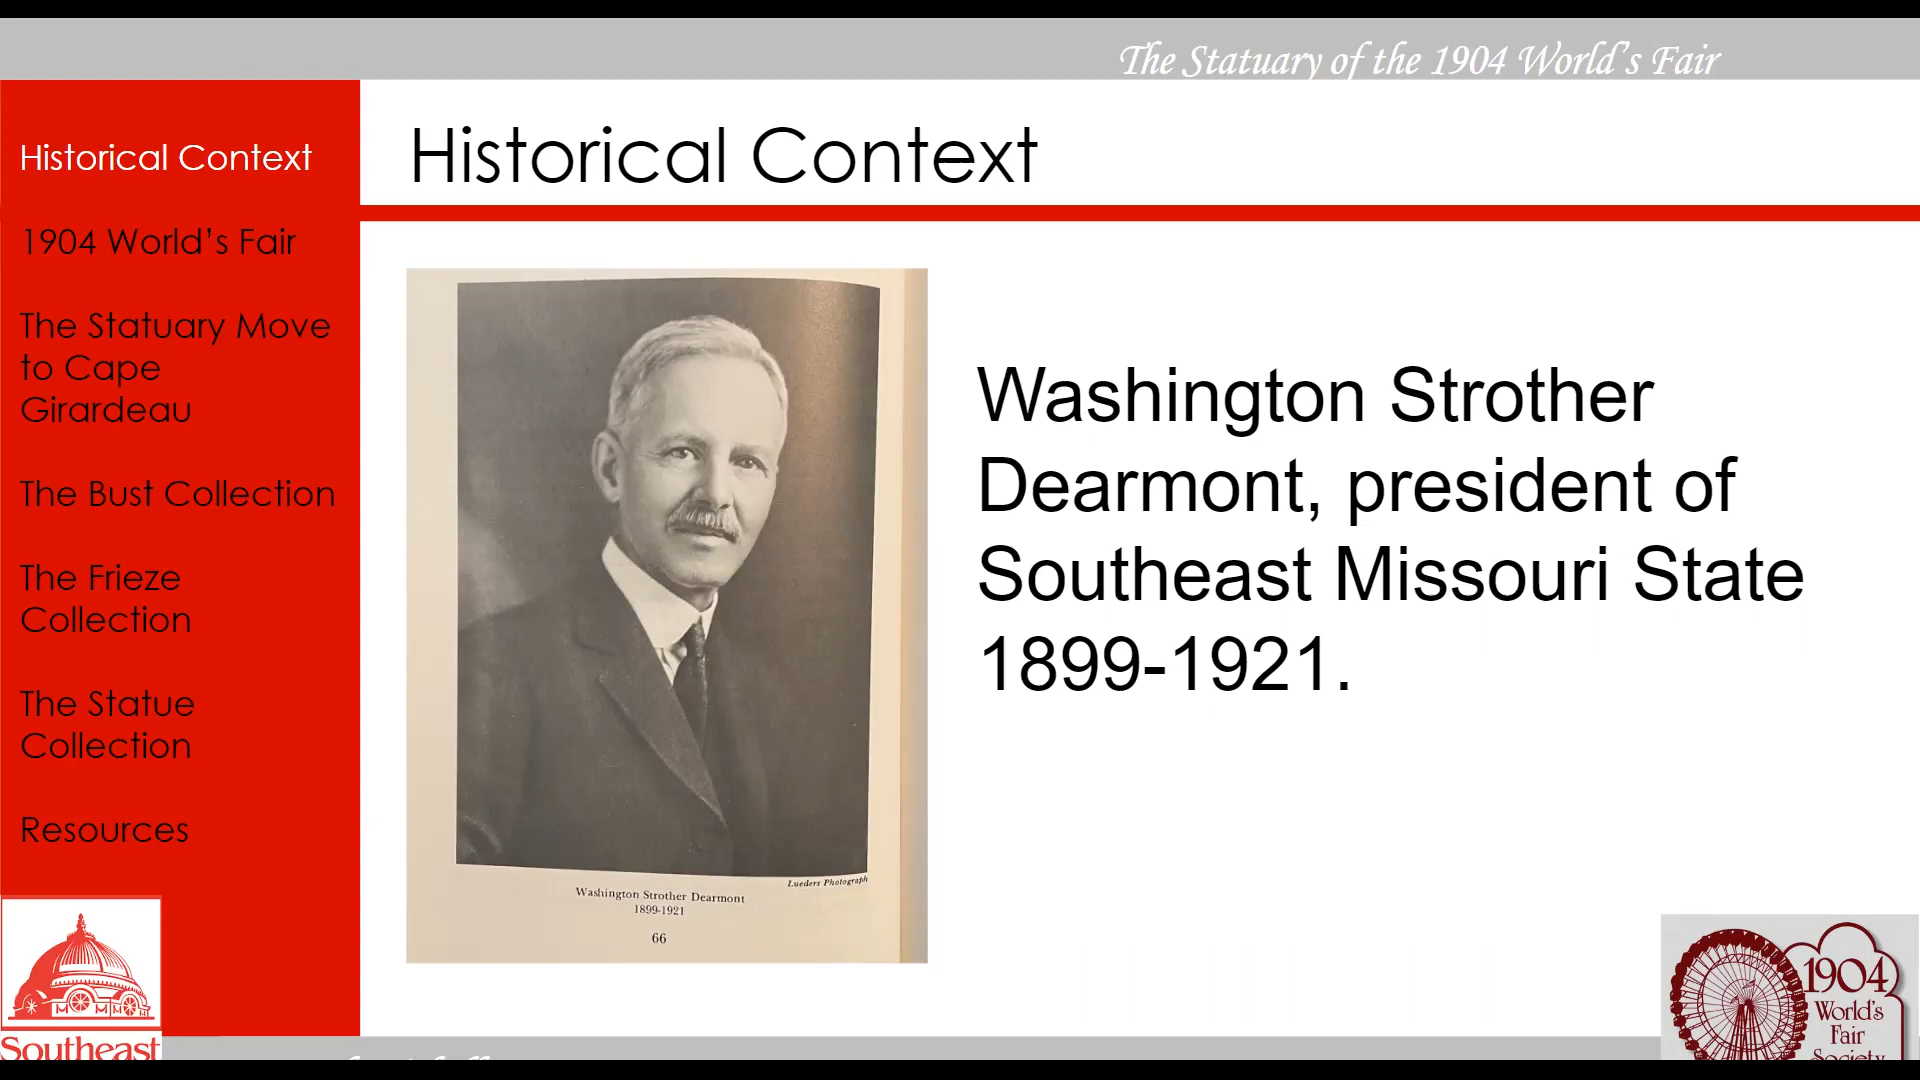 The Statuary of the 1904 World's Fair
Historical Context
1904 World's Fair
The Statuary Move
to Cape
Girardeau
The Bust Collection
The Frieze
Collection
The Statue
Collection
Resources
Southeast
Historical Context
Lueders Photograph
Washington Strother Dearmont
1899-1921
66
Washington Strother
Dearmont, president of
Southeast Missouri State
1899-1921.
1904
World's
Fair
Society